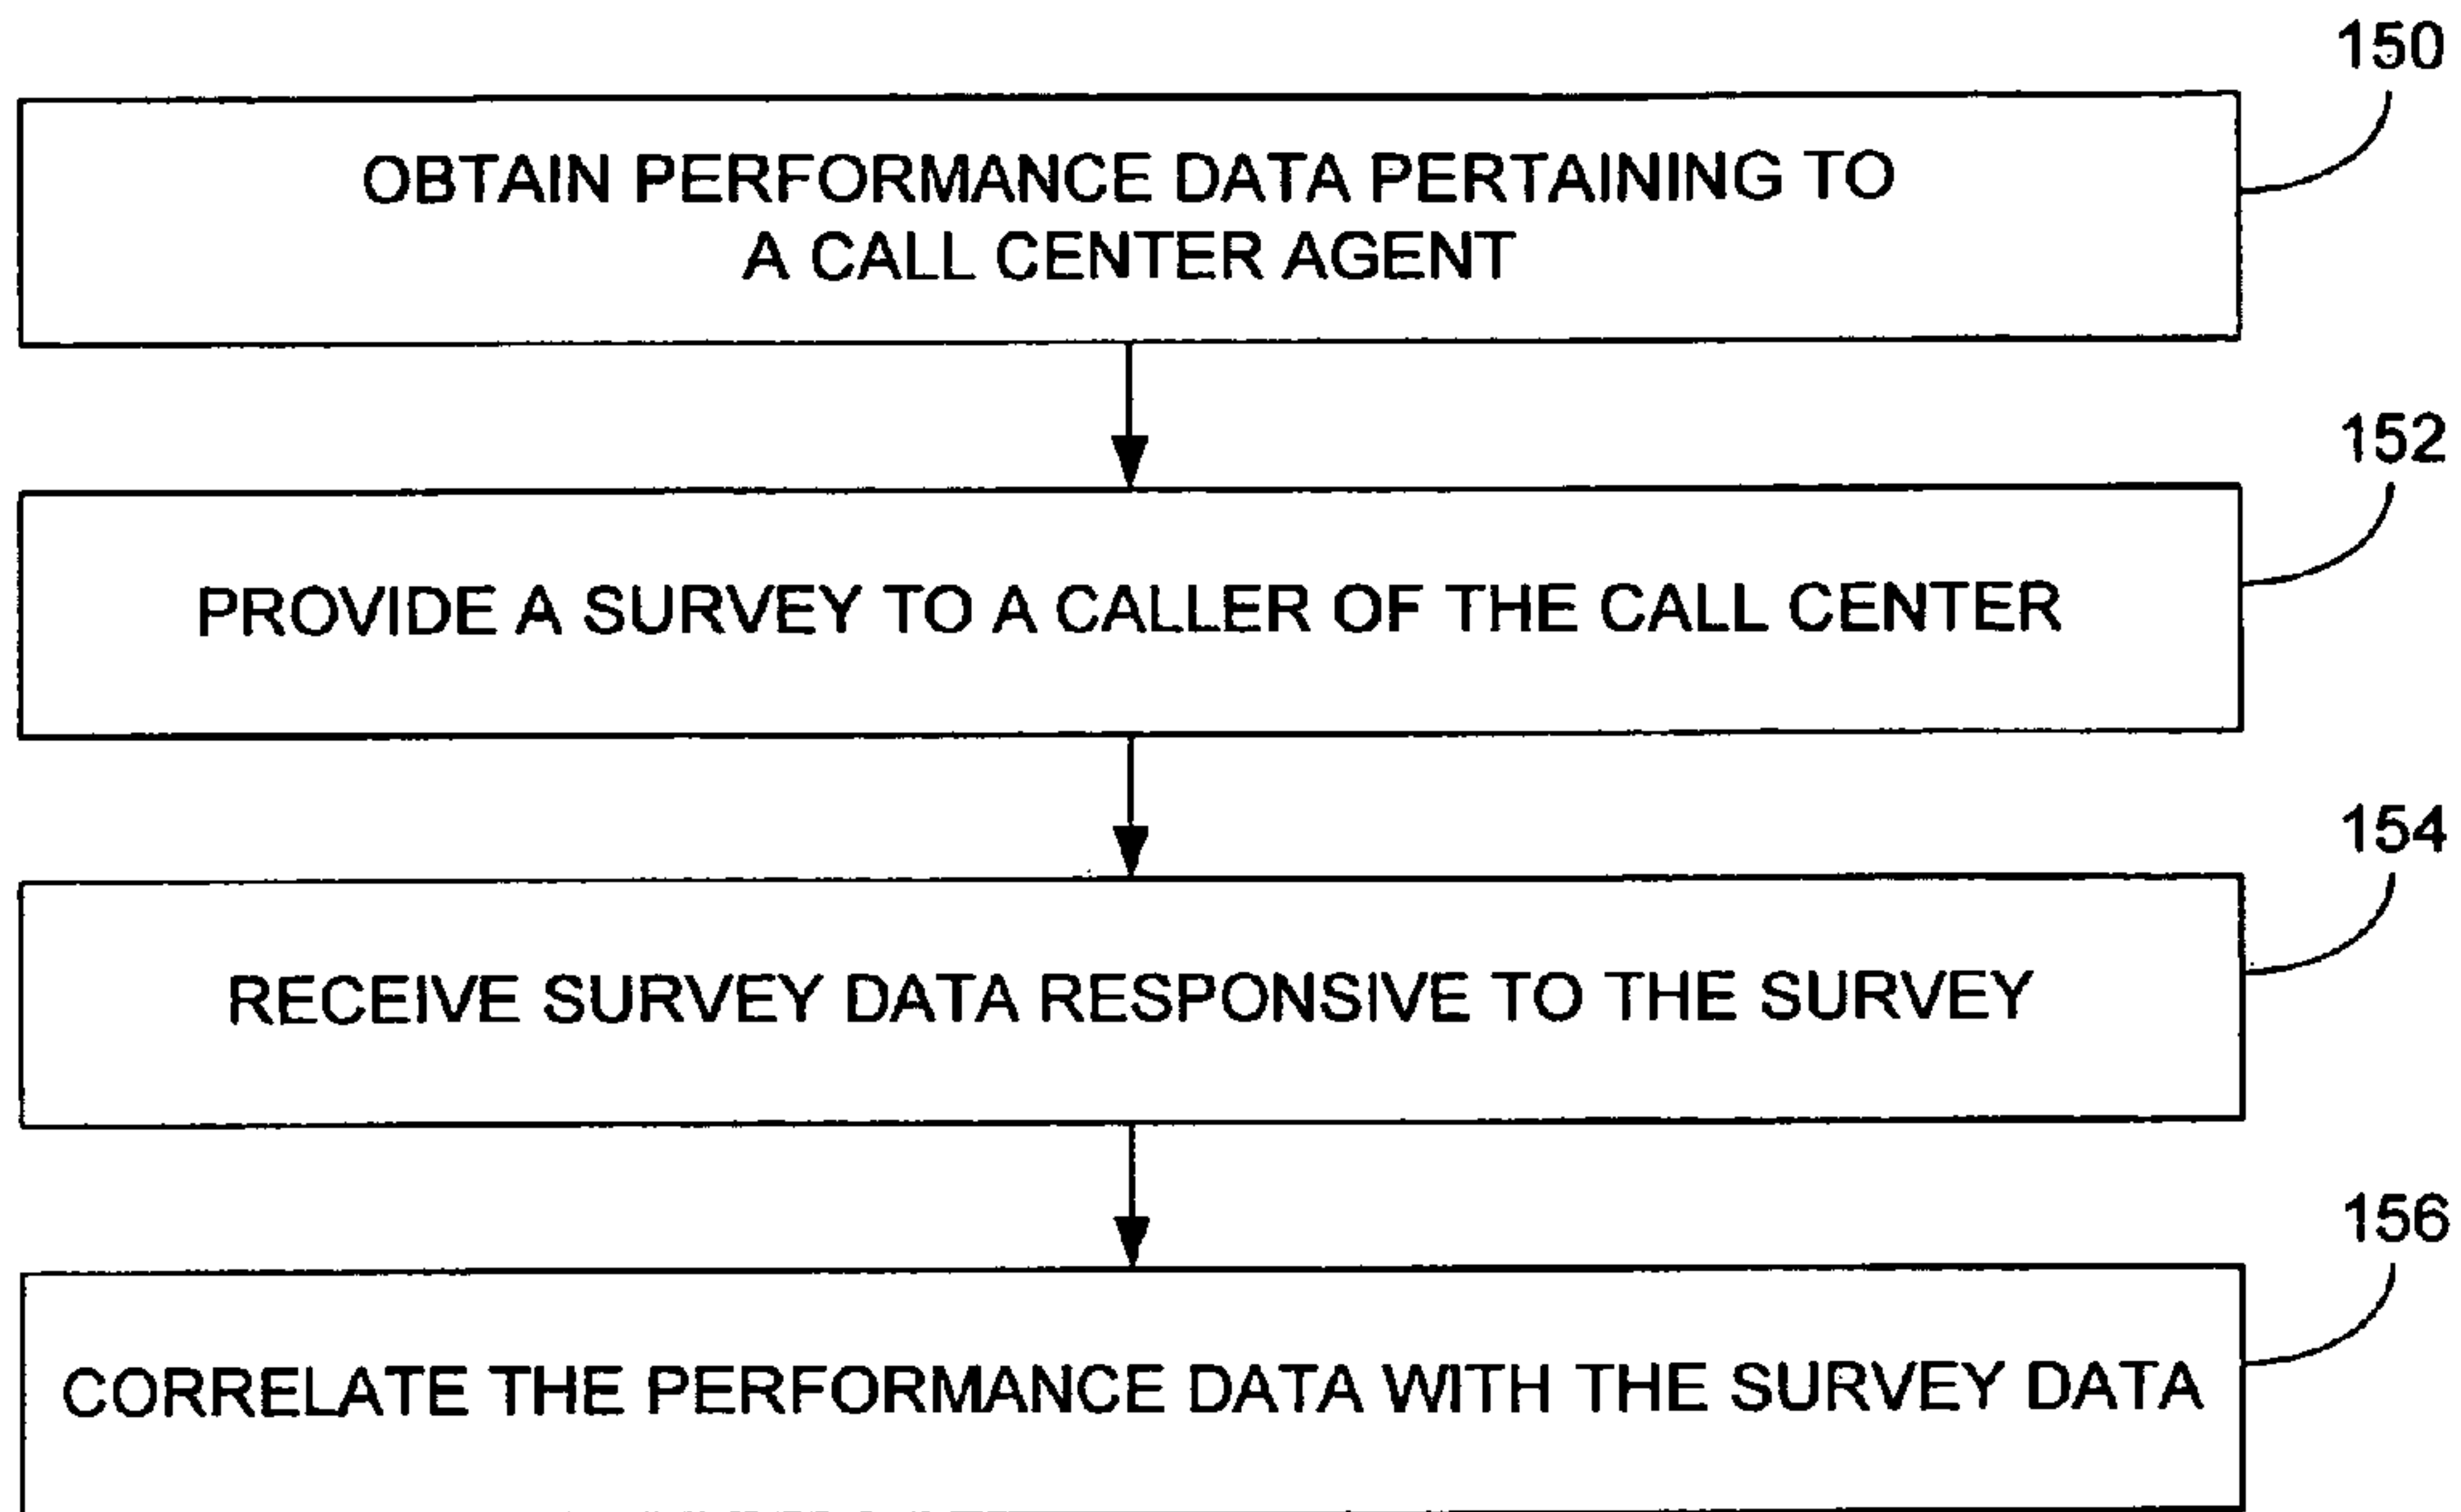 150
OBTAIN PERFORMANCE DATA PERTAINING TO
A CALL CENTER AGENT
152
PROVIDE A SURVEY TO A CALLER OF THE CALL CENTER
154
RECEIVE SURVEY DATA RESPONSIVE TO THE SURVEY
156
CORRELATE THE PERFORMANCE DATA WITH THE SURVEY DATA